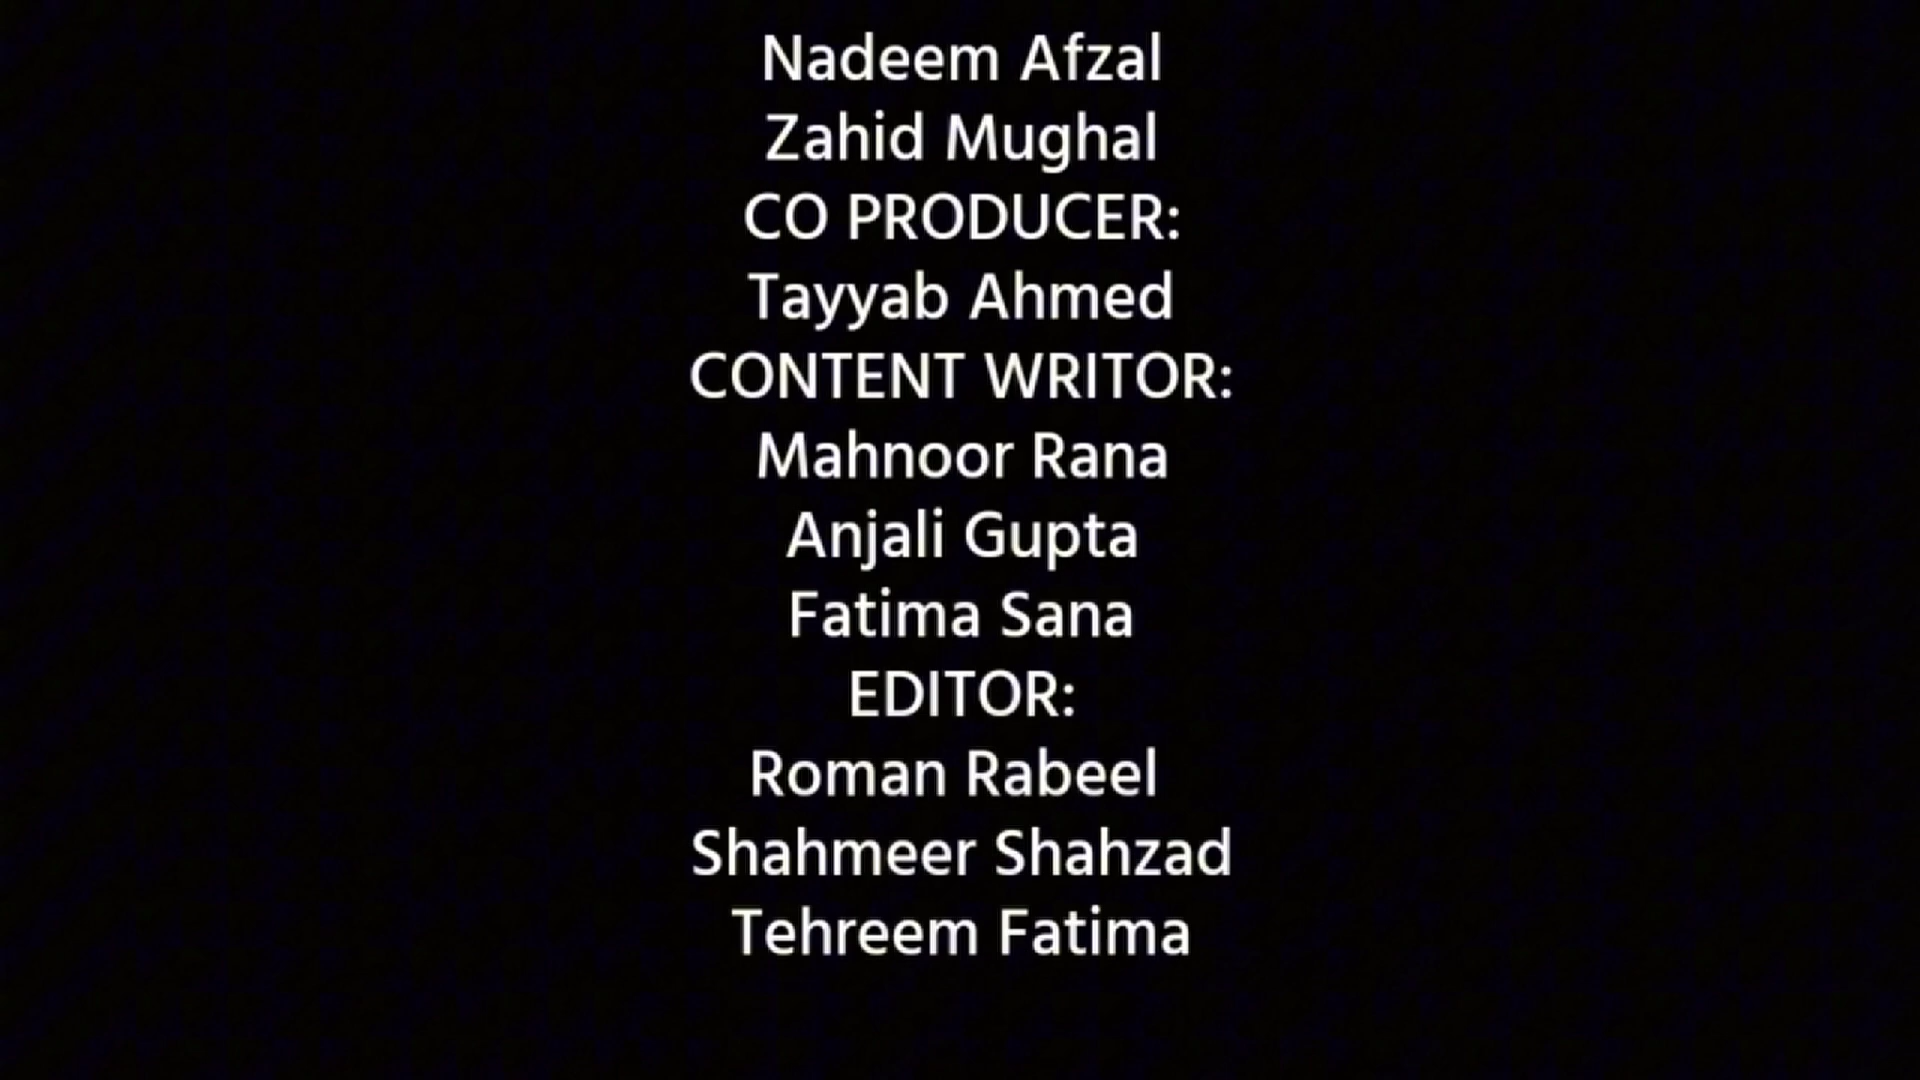 Nadeem Afzal
Zahid Mughal
CO PRODUCER:
Tayyab Ahmed
CONTENT WRITOR:
Mahnoor Rana
Anjali Gupta
Fatima Sana
EDITOR:
Roman Rabeel
Shahmeer Shahzad
Tehreem Fatima